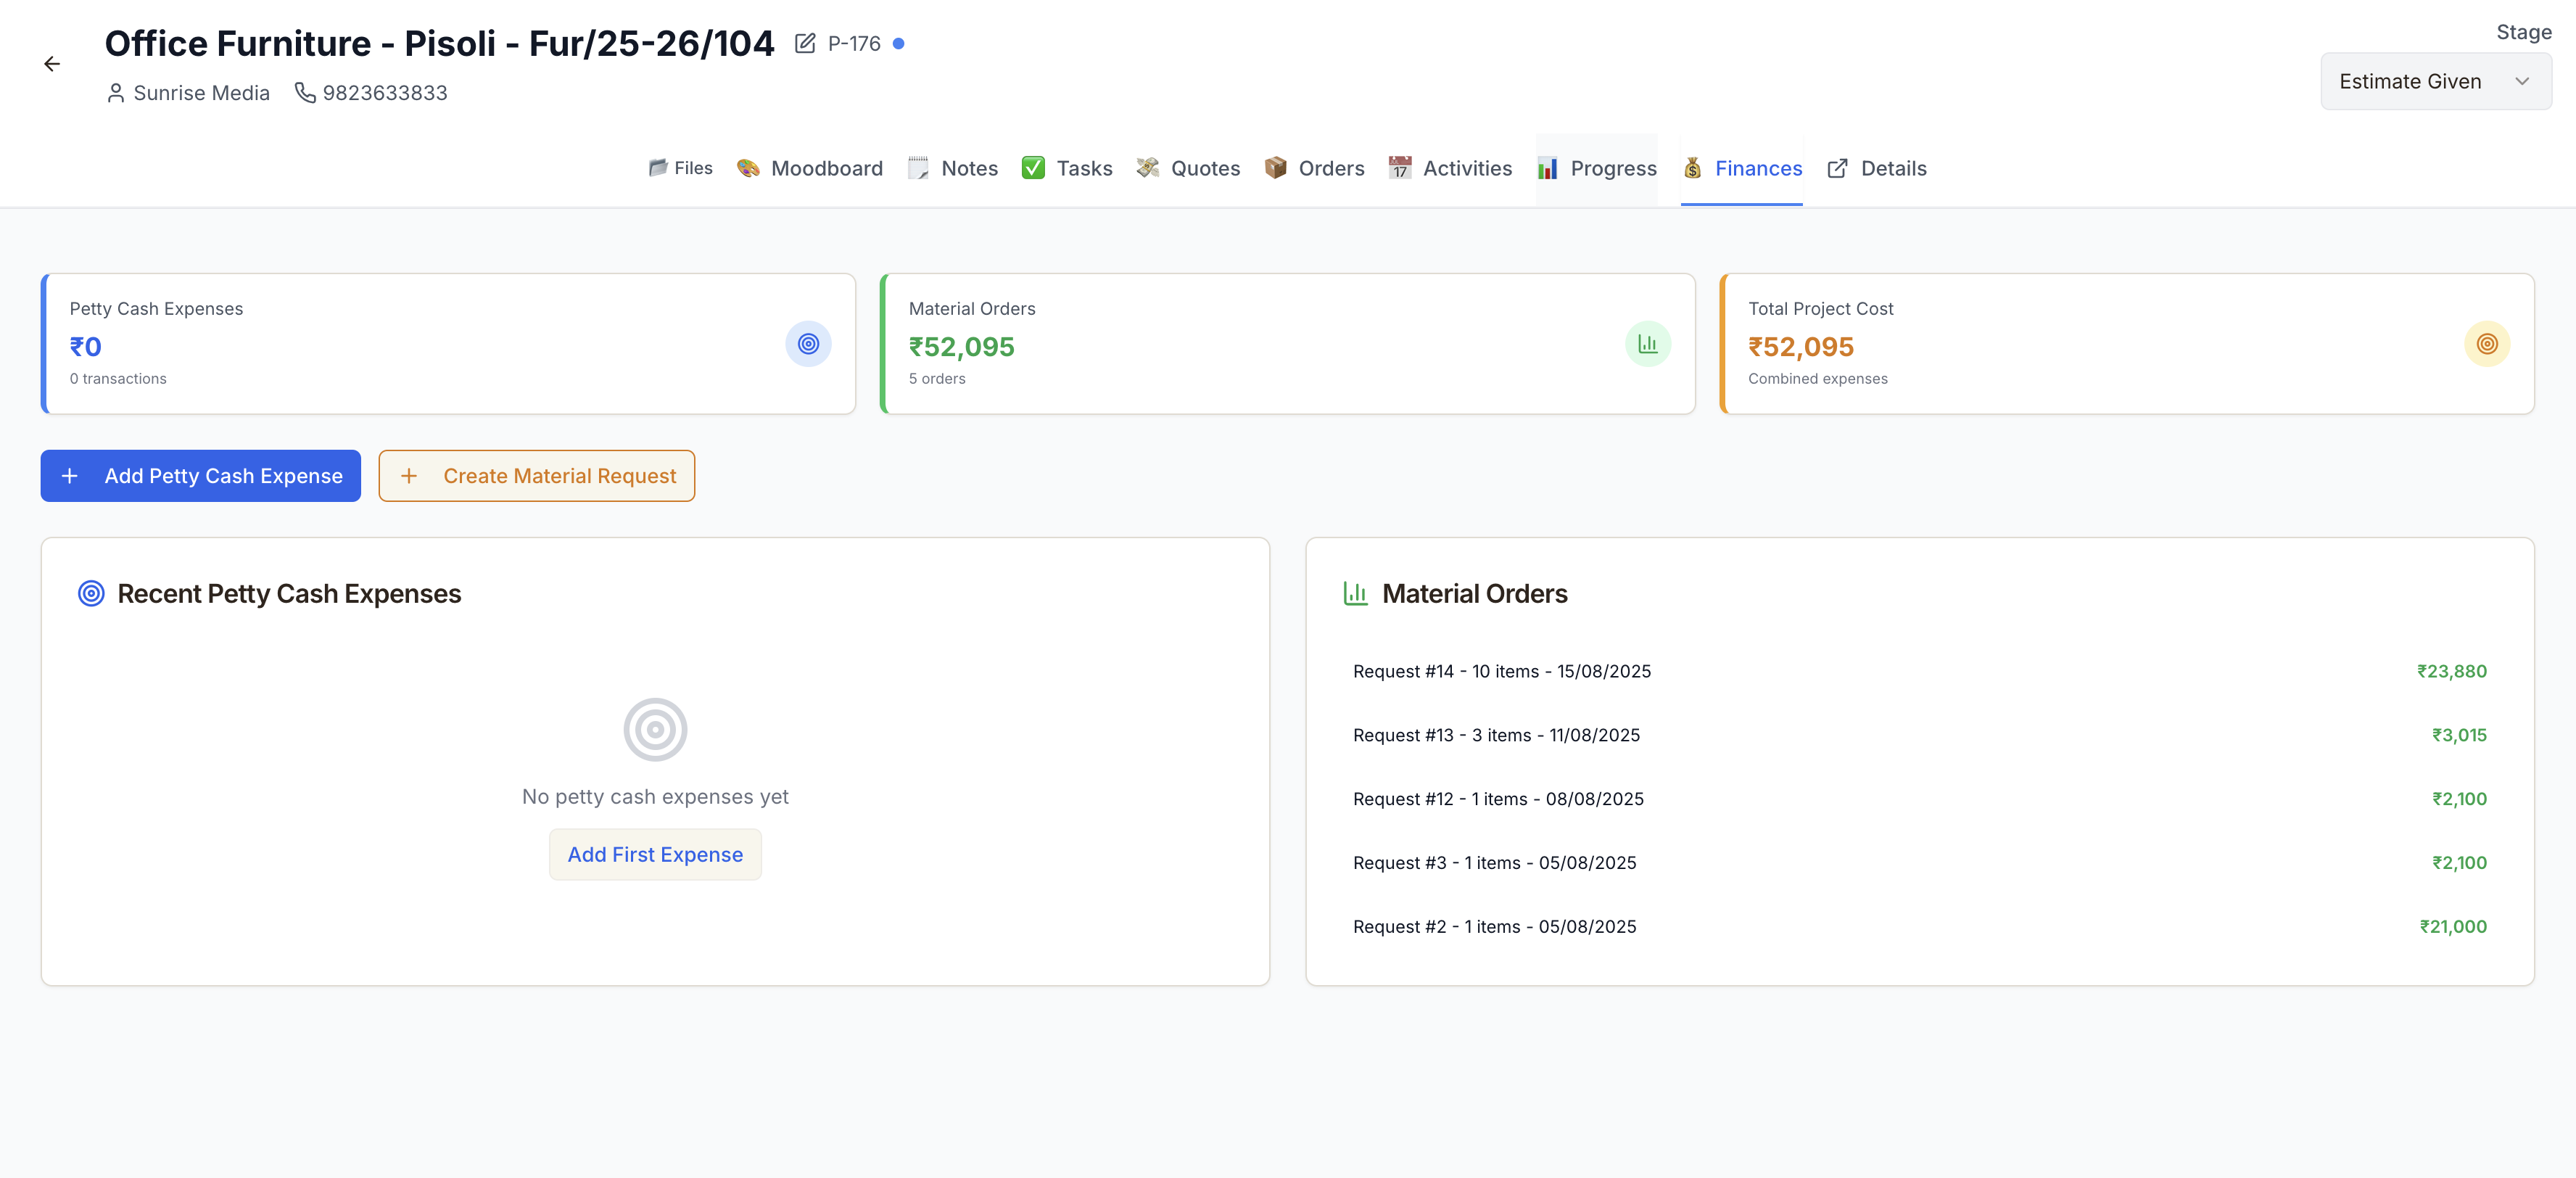 Office Furniture - Pisoli - Fur/25-26/104 P-176
Sunrise Media 9823633833
Stage
Estimate Given
Files Moodboard Notes Tasks Quotes Orders 17 Activities Progress Finances Details
Petty Cash Expenses
₹0
0 transactions
Material Orders
₹52,095
5 orders
Total Project Cost
₹52,095
Combined expenses
+ Add Petty Cash Expense
+ Create Material Request
Recent Petty Cash Expenses
No petty cash expenses yet
Add First Expense
Material Orders
Request #14 - 10 items - 15/08/2025 ₹23,880
Request #13 - 3 items - 11/08/2025 ₹3,015
Request #12 - 1 items - 08/08/2025 ₹2,100
Request #3 - 1 items - 05/08/2025 ₹2,100
Request #2 - 1 items - 05/08/2025 ₹21,000